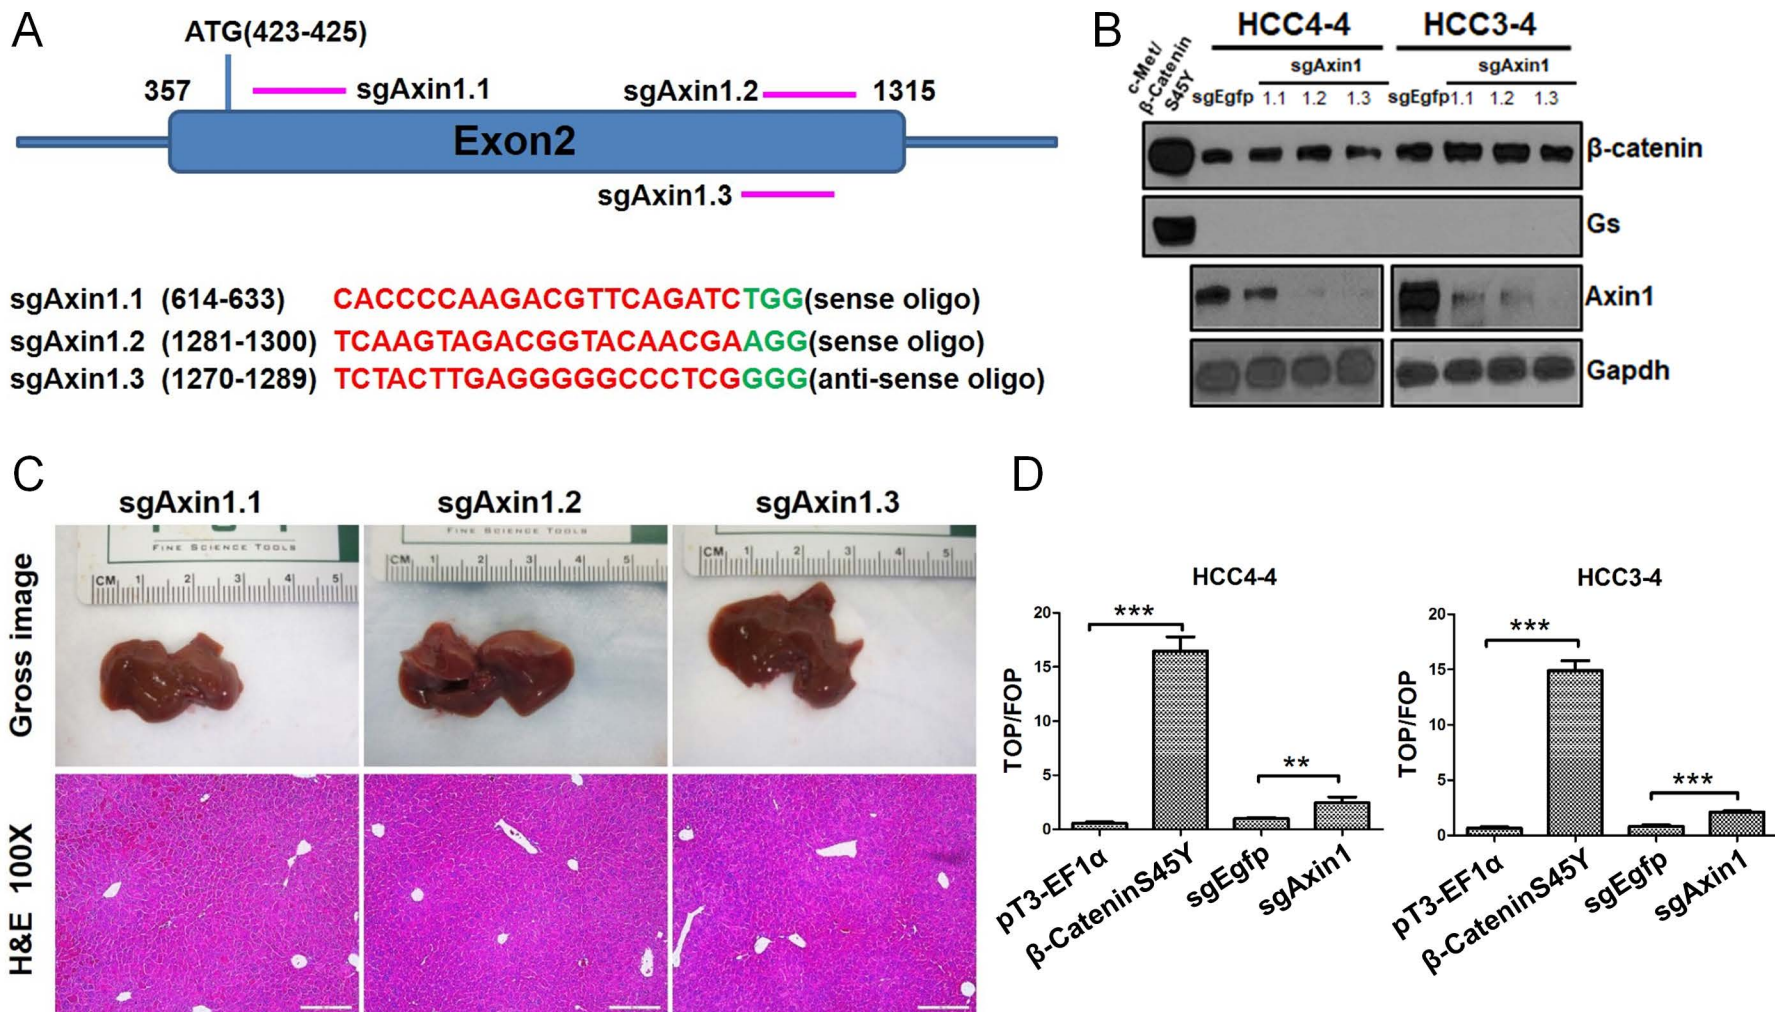 A
ATG(423-425)
357
sgAxin1.1
sgAxin1.2
1315
Exon2
sgAxin1.3
sgAxin1.1 (614-633) CACCCCAAGACGTTCAGATCTGG(sense oligo)
sgAxin1.2 (1281-1300) TCAAGTAGACGGTACAACGAAGG(sense oligo)
sgAxin1.3 (1270-1289) TCTACTTGAGGGGGCCCTCGGGG(anti-sense oligo)
B
c-Met/
β-Catenin
S45Y
HCC4-4
HCC3-4
sgAxin1
sgAxin1
sgEgfp 1.1 1.2 1.3
sgEgfp 1.1 1.2 1.3
β-catenin
Gs
Axin1
Gapdh
C
sgAxin1.1
sgAxin1.2
sgAxin1.3
Gross image
FINE SCIENCE TOOLS
CM 1 2 3 4 5
FINE SCIENCE TOOLS
CM 1 2 3 4 5
CM 1 2 3 4 5
H&E 100X
D
HCC4-4
TOP/FOP
20
15
10
5
0
***
**
pT3-EF1α
β-CateninS45Y
sgEgfp
sgAxin1
HCC3-4
TOP/FOP
20
15
10
5
0
***
***
pT3-EF1α
β-CateninS45Y
sgEgfp
sgAxin1